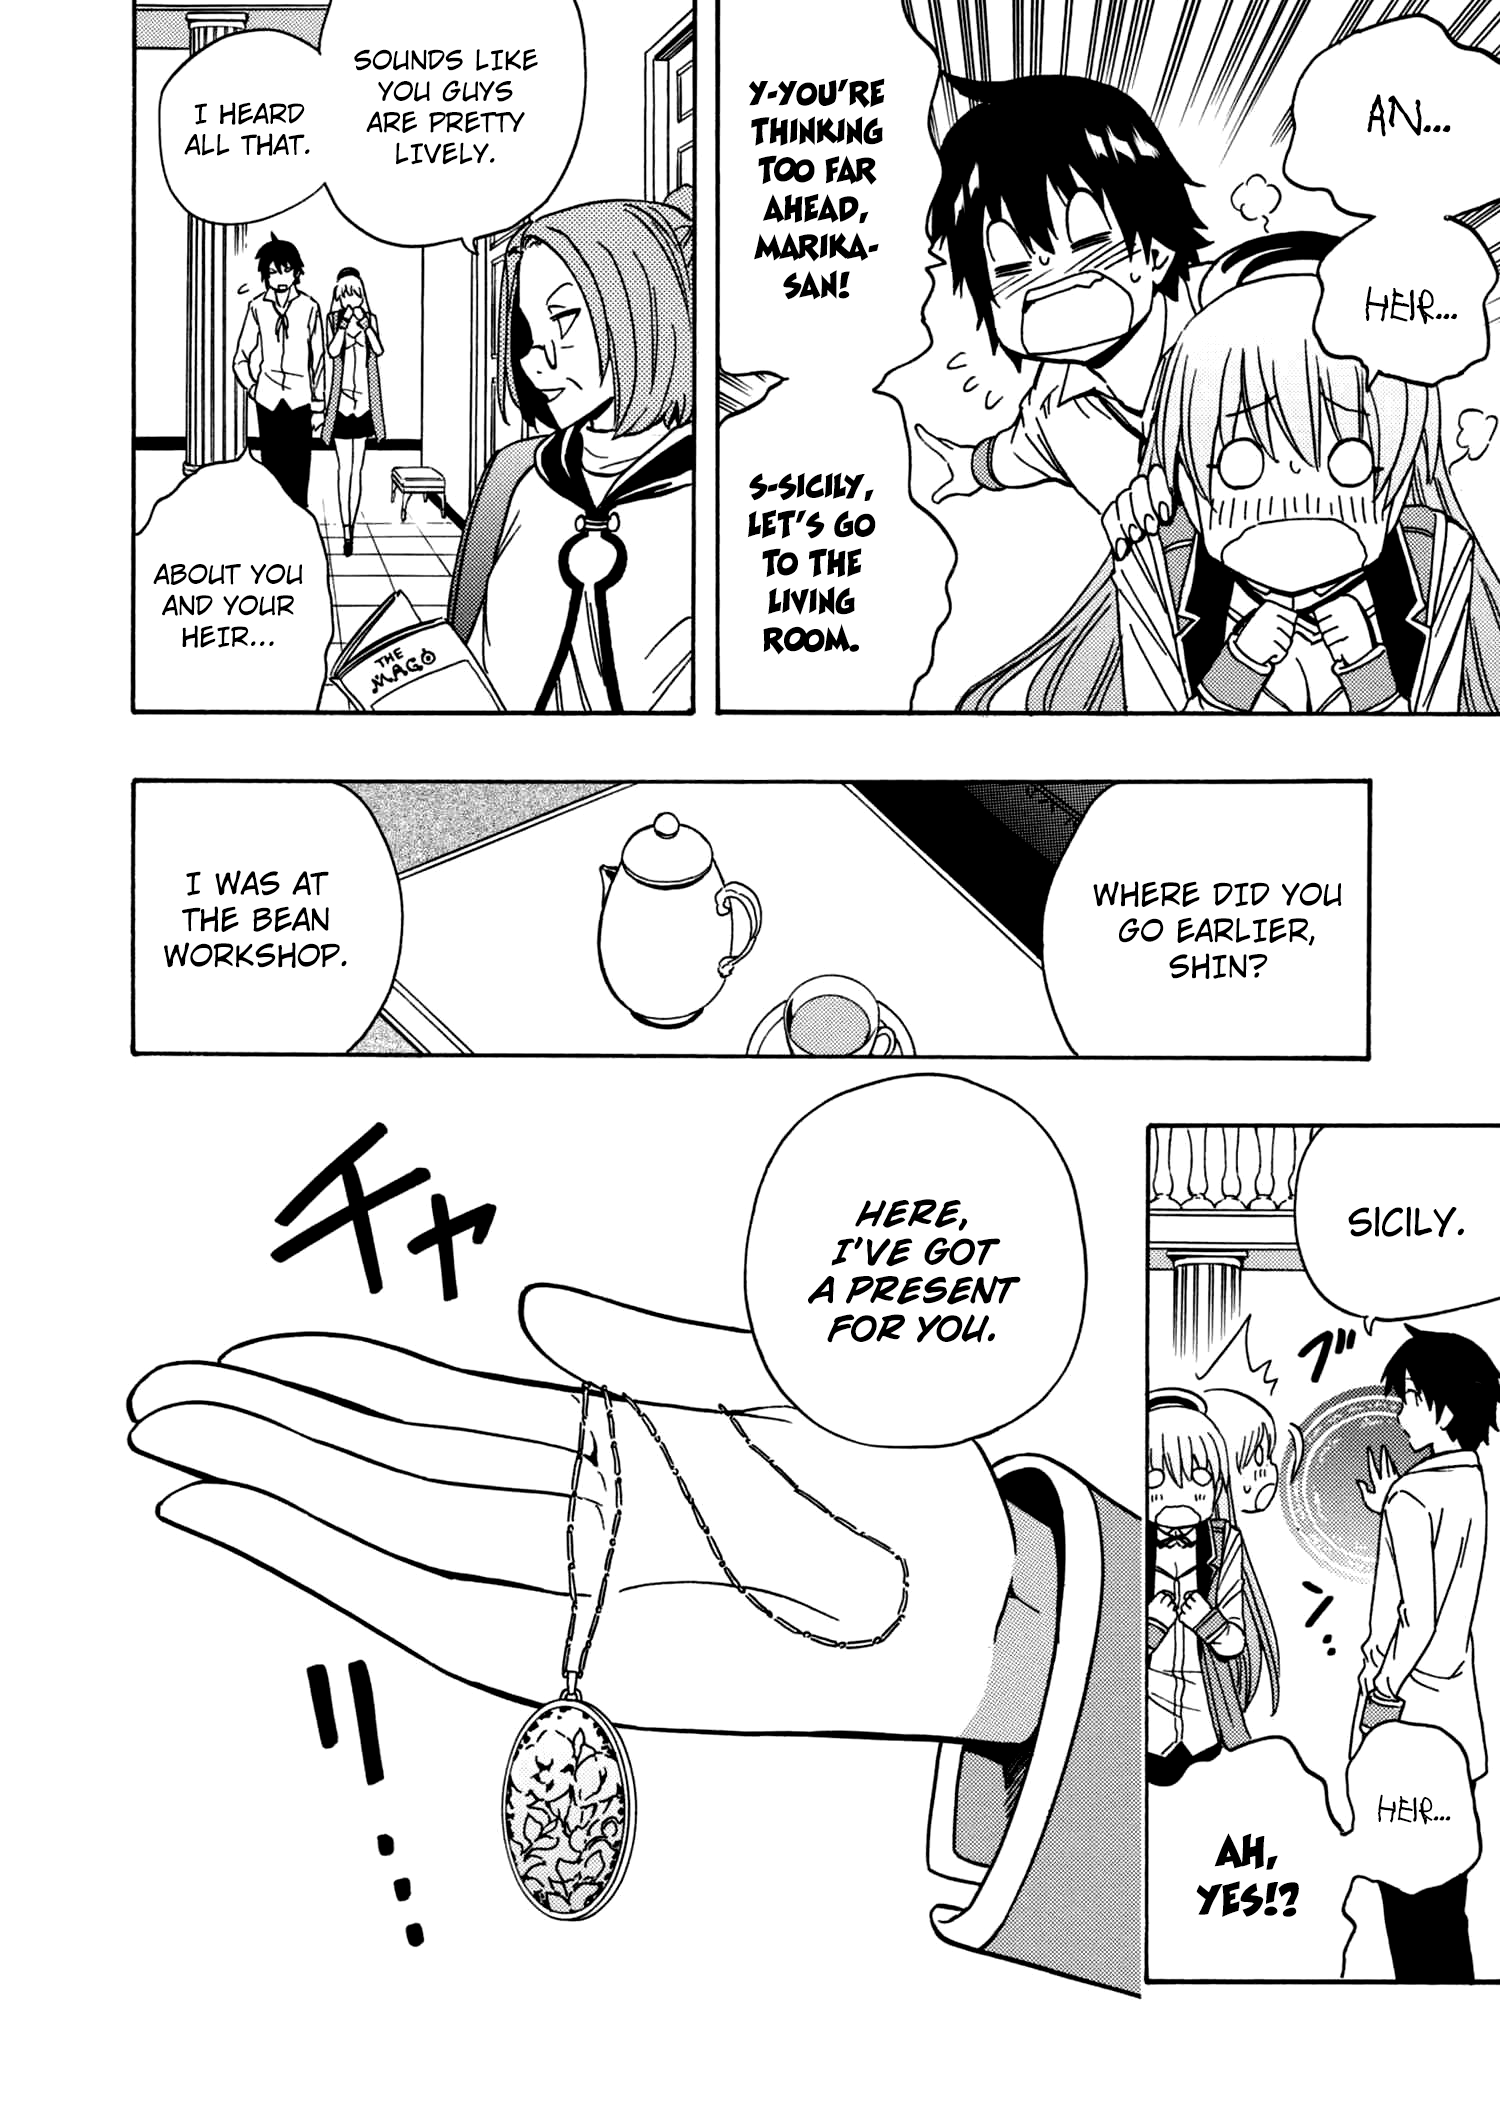 AN...
HEIR...
Y-YOU'RE
THINKING
TOO FAR
AHEAD,
MARIKA-
SAN!
S-SICILY,
LET'S GO
TO THE
LIVING
ROOM.
SOUNDS LIKE
YOU GUYS
ARE PRETTY
LIVELY.
I HEARD
ALL THAT.
ABOUT YOU
AND YOUR
HEIR...
THE
MAGO
WHERE DID YOU
GO EARLIER,
SHIN?
I WAS AT
THE BEAN
WORKSHOP.
SICILY.
ブ"
ン..
HEIR...
AH,
YES!?
HERE,
I'VE GOT
A PRESENT
FOR YOU.
チャ
リ...